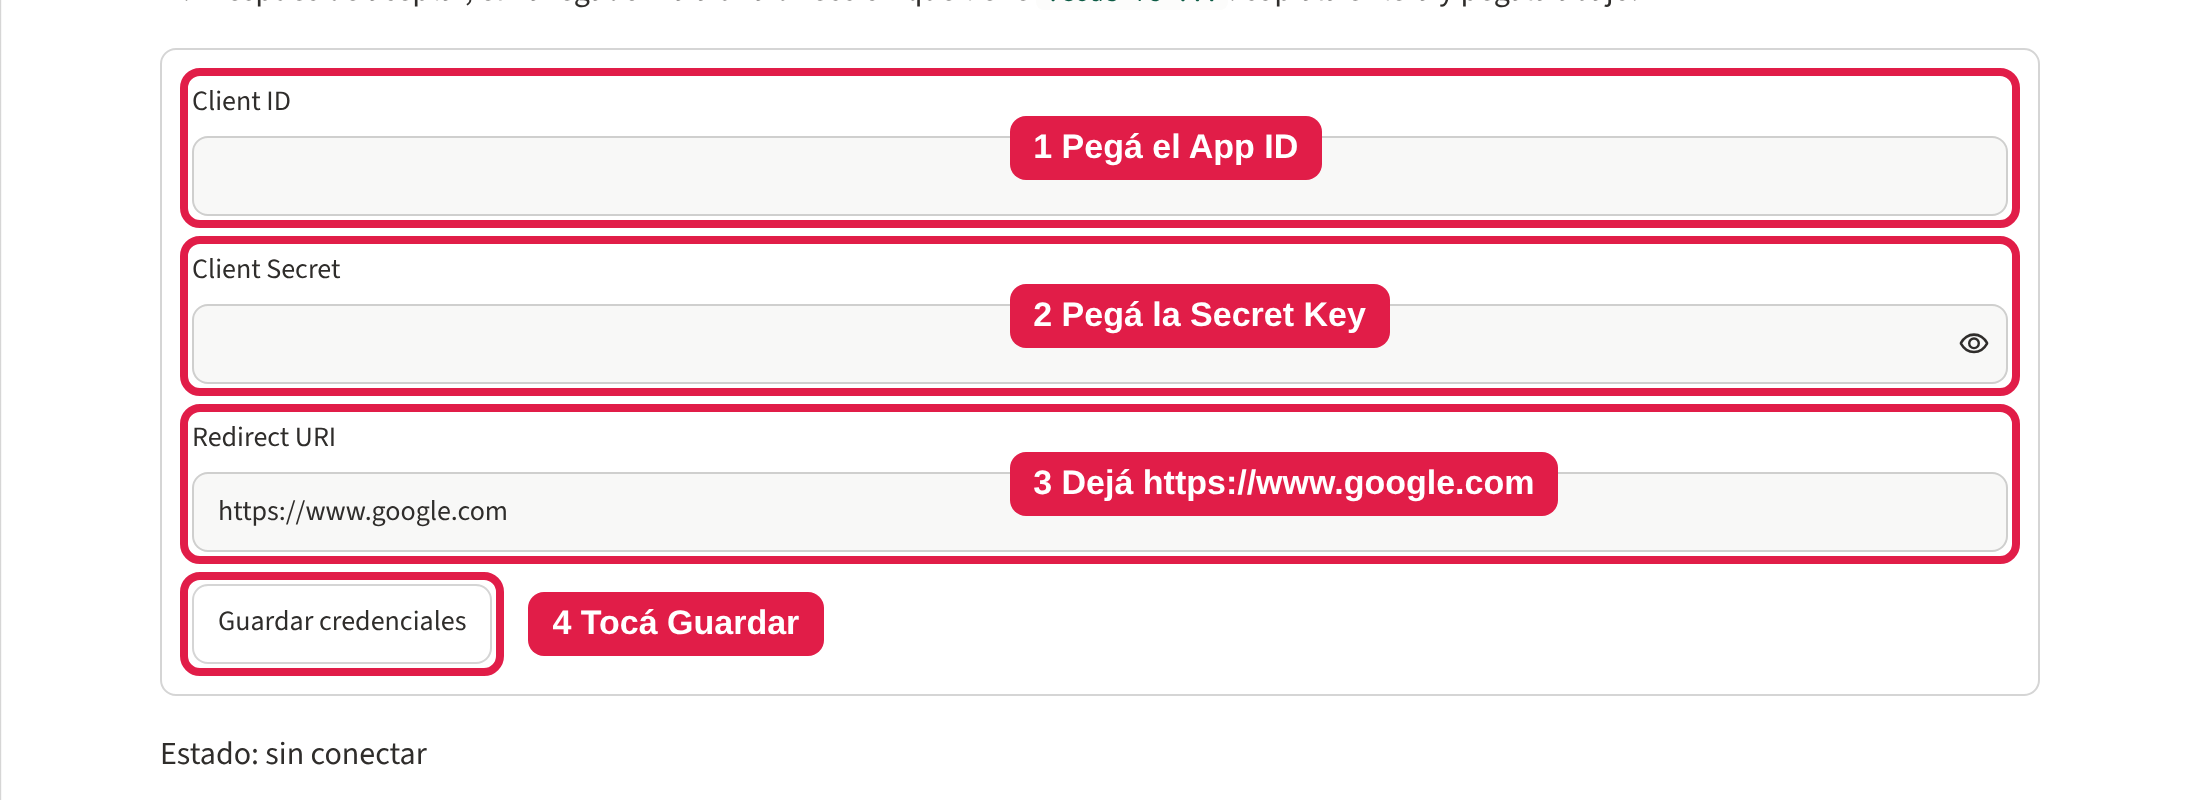 Client ID
1 Pegá el App ID
Client Secret
2 Pegá la Secret Key
Redirect URI
3 Dejá https://www.google.com
https://www.google.com
Guardar credenciales
4 Tocá Guardar
Estado: sin conectar